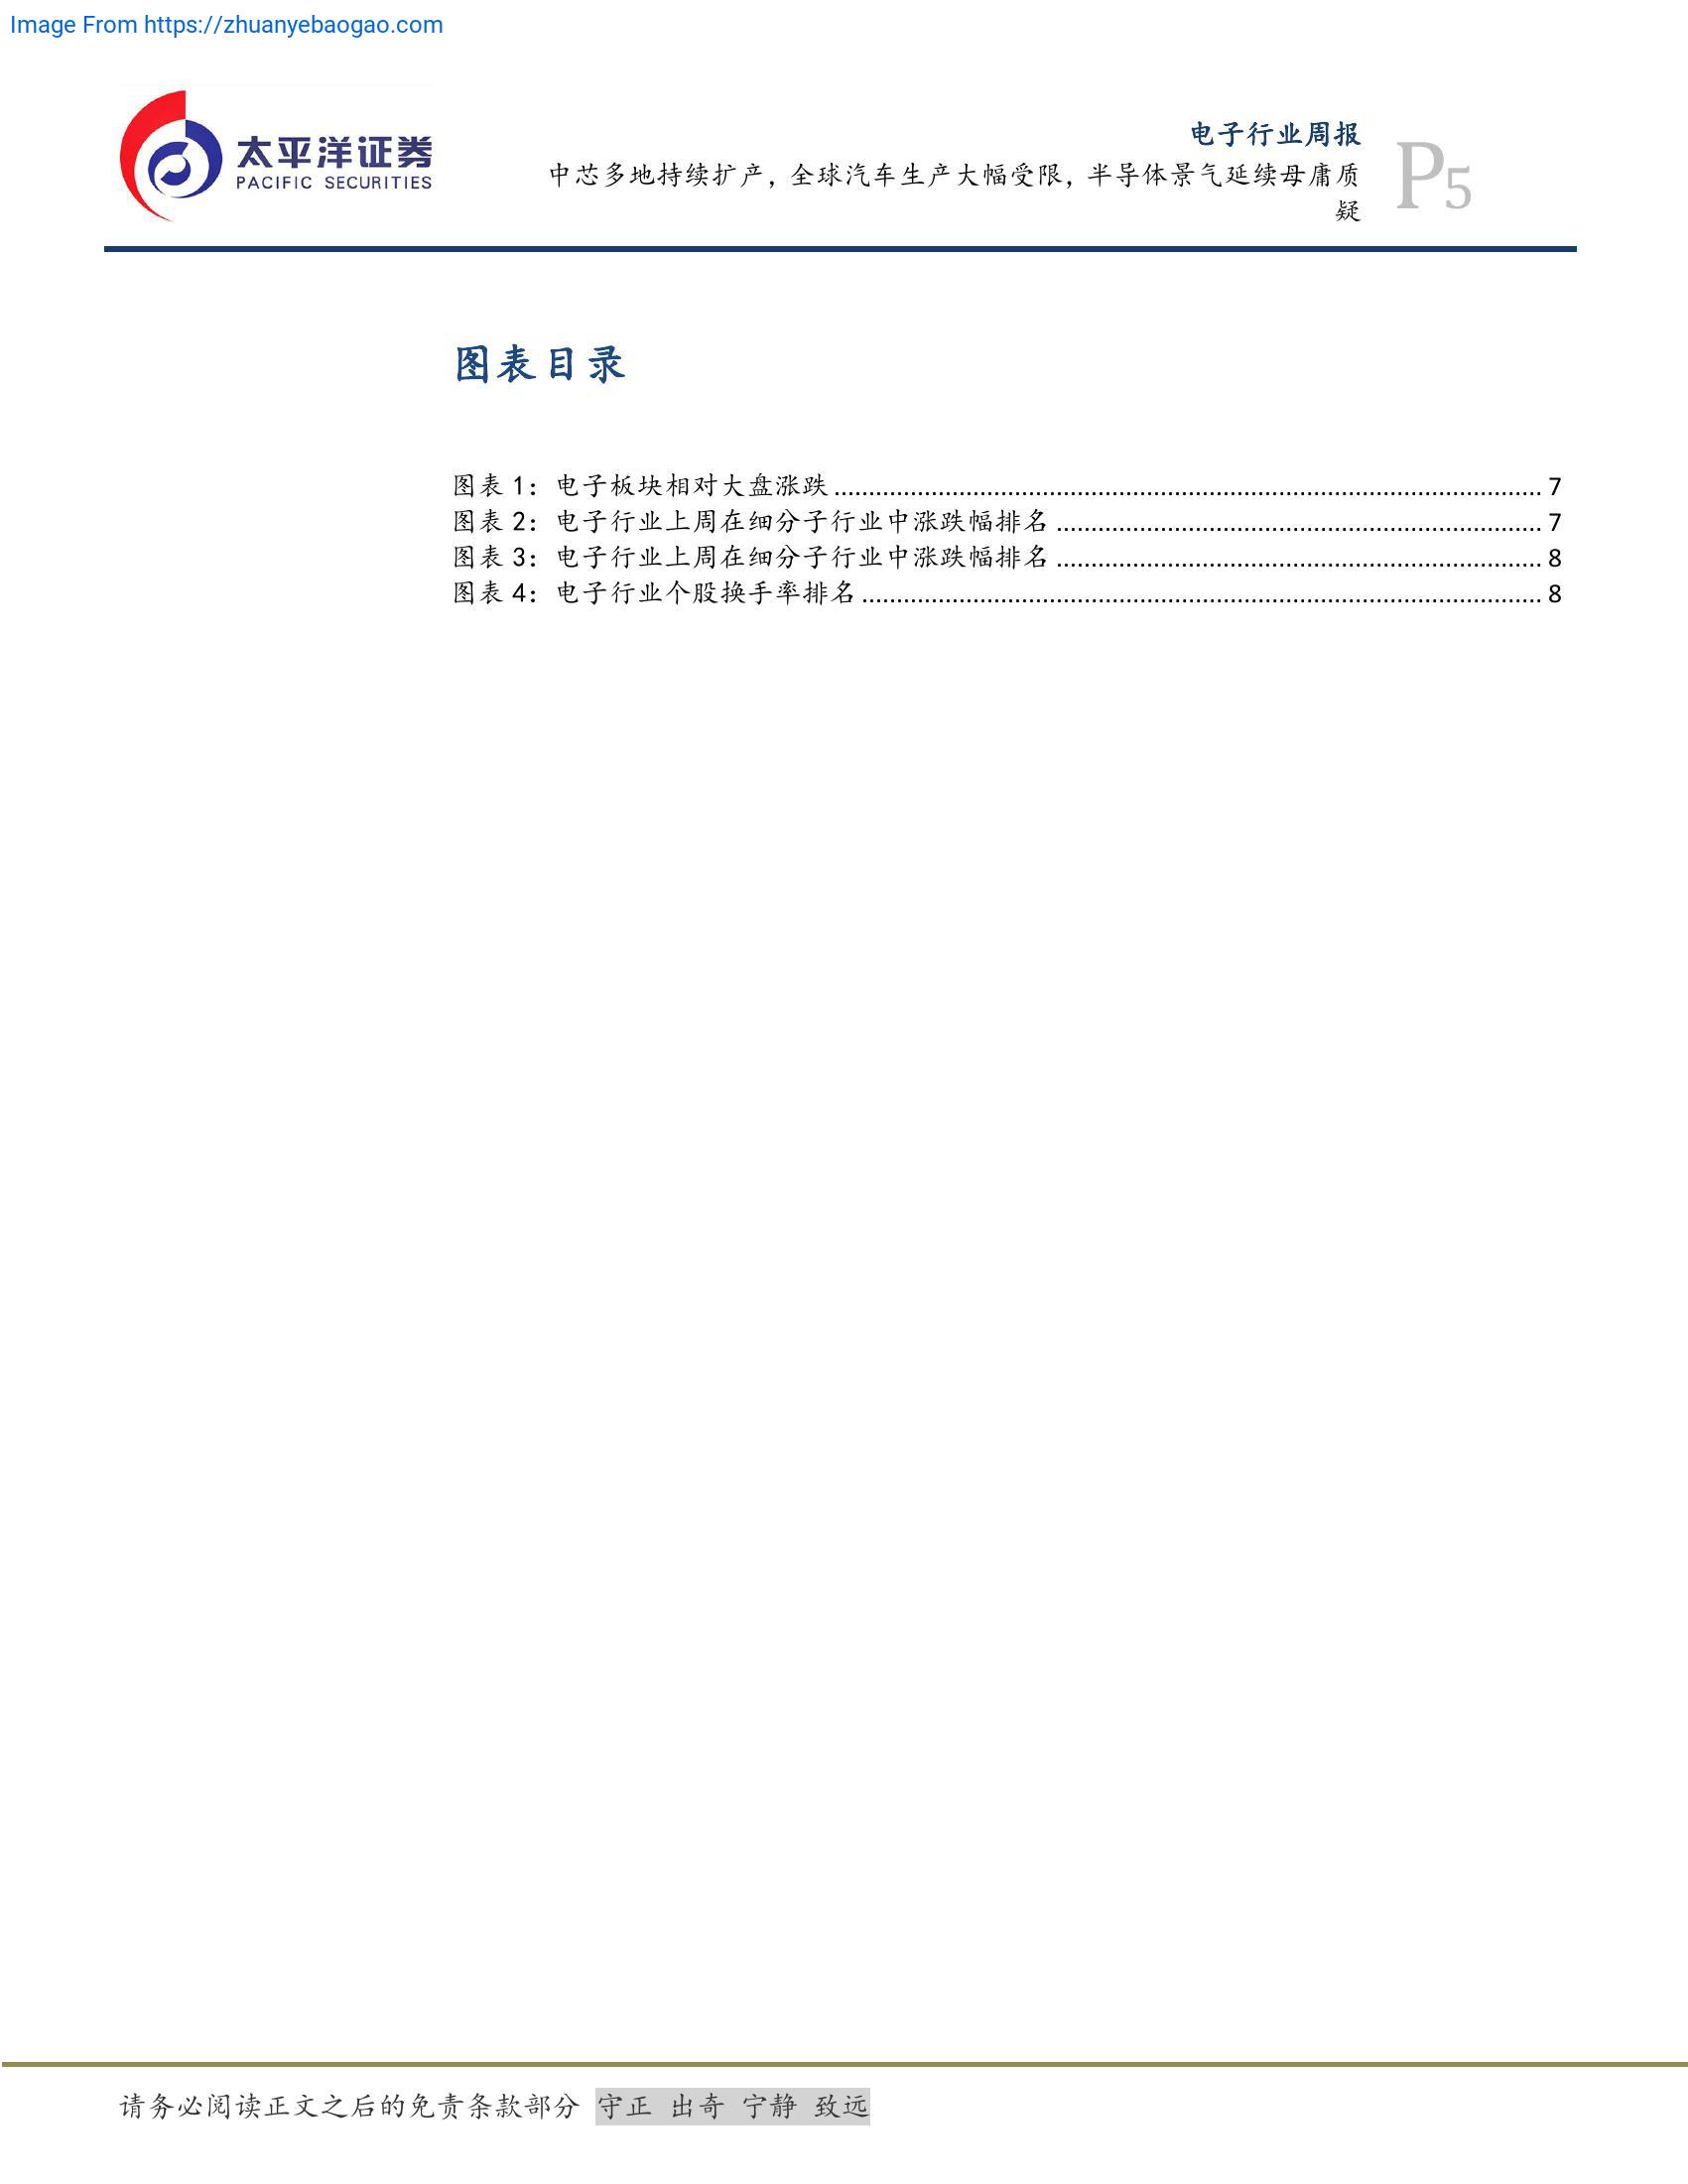 Image From https://zhuanyebaogao.com
太平洋证券
PACIFIC SECURITIES
电子行业周报
中芯多地持续扩产，全球汽车生产大幅受限，半导体景气延续毋庸质
疑
P5
图表目录
图表 1：电子板块相对大盘涨跌 ........................................ 7
图表 2：电子行业上周在细分子行业中涨跌幅排名 ........................................ 7
图表 3：电子行业上周在细分子行业中涨跌幅排名 ........................................ 8
图表 4：电子行业个股换手率排名 ........................................ 8
请务必阅读正文之后的免责条款部分 守正 出奇 宁静 致远